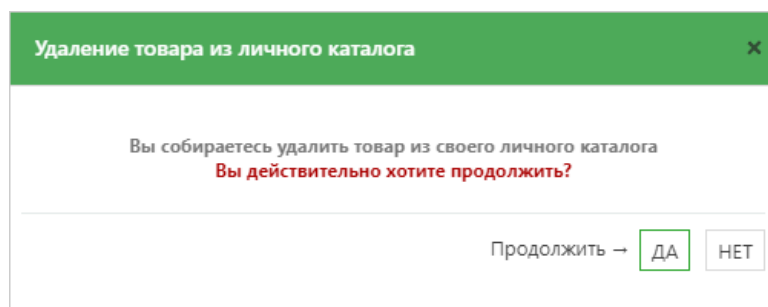 Удаление товара из личного каталога ×
Вы собираетесь удалить товар из своего личного каталога
Вы действительно хотите продолжить?
Продолжить → ДА НЕТ